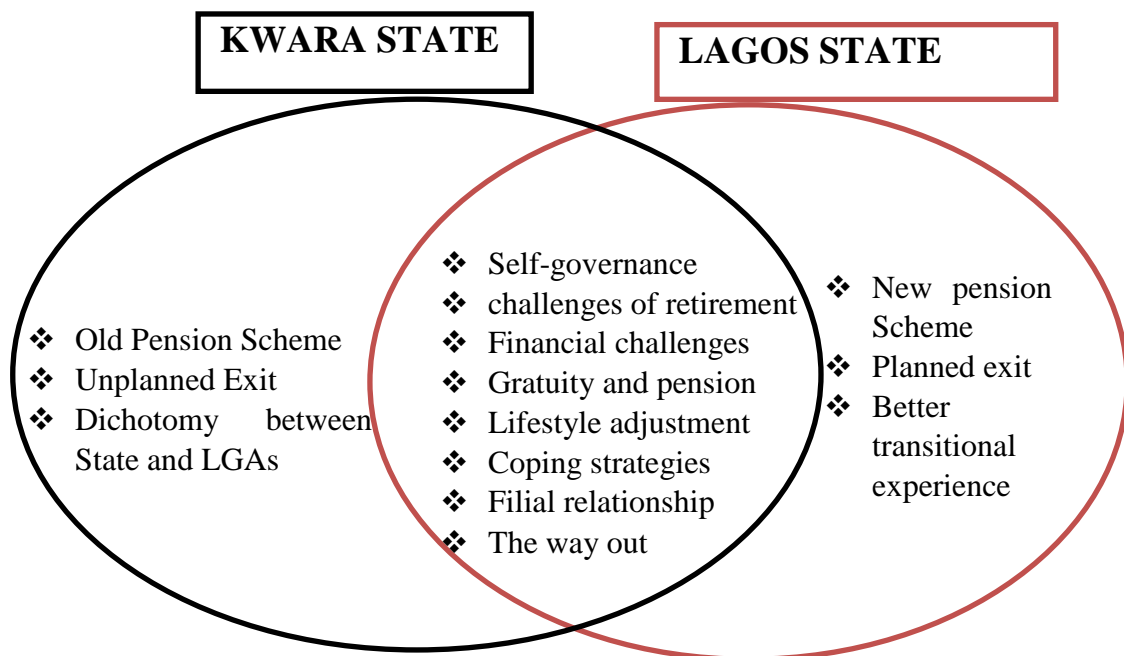 KWARA STATE
LAGOS STATE
❖ Old Pension Scheme
❖ Unplanned Exit
❖ Dichotomy between
State and LGAs
❖ Self-governance
❖ challenges of retirement
❖ Financial challenges
❖ Gratuity and pension
❖ Lifestyle adjustment
❖ Coping strategies
❖ Filial relationship
❖ The way out
❖ New pension
Scheme
❖ Planned exit
❖ Better
transitional
experience